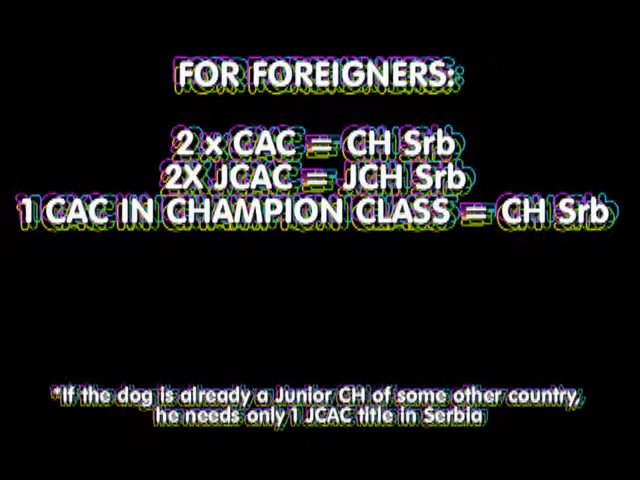 FOR FOREIGNERS:
2 x CAC = CH Srb
2X JCAC = JCH Srb
1 CAC IN CHAMPION CLASS = CH Srb
*If the dog is already a Junior CH of some other country,
he needs only 1 JCAC title in Serbia